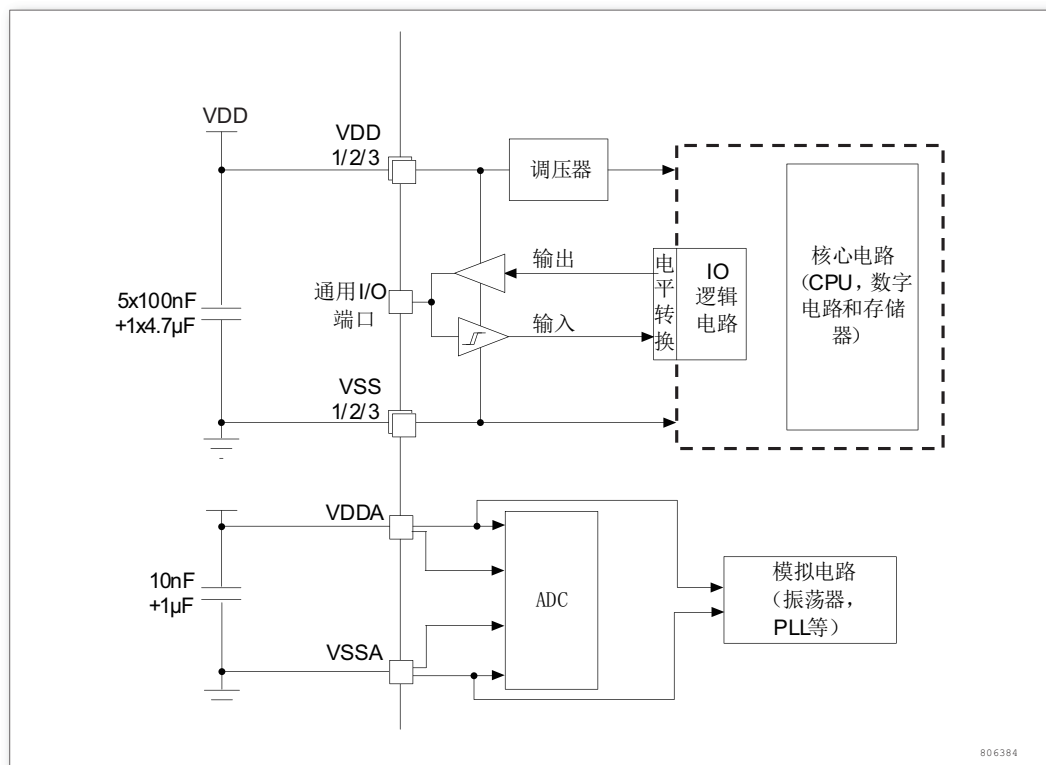 VDD
VDD
1/2/3
调压器
5x100nF
+1x4.7µF
通用I/O
端口
输出
输入
电平转换
IO
逻辑
电路
核心电路
(CPU，数字
电路和存储
器)
VSS
1/2/3
VDDA
10nF
+1µF
VSSA
ADC
模拟电路
（振荡器，
PLL等）
806384